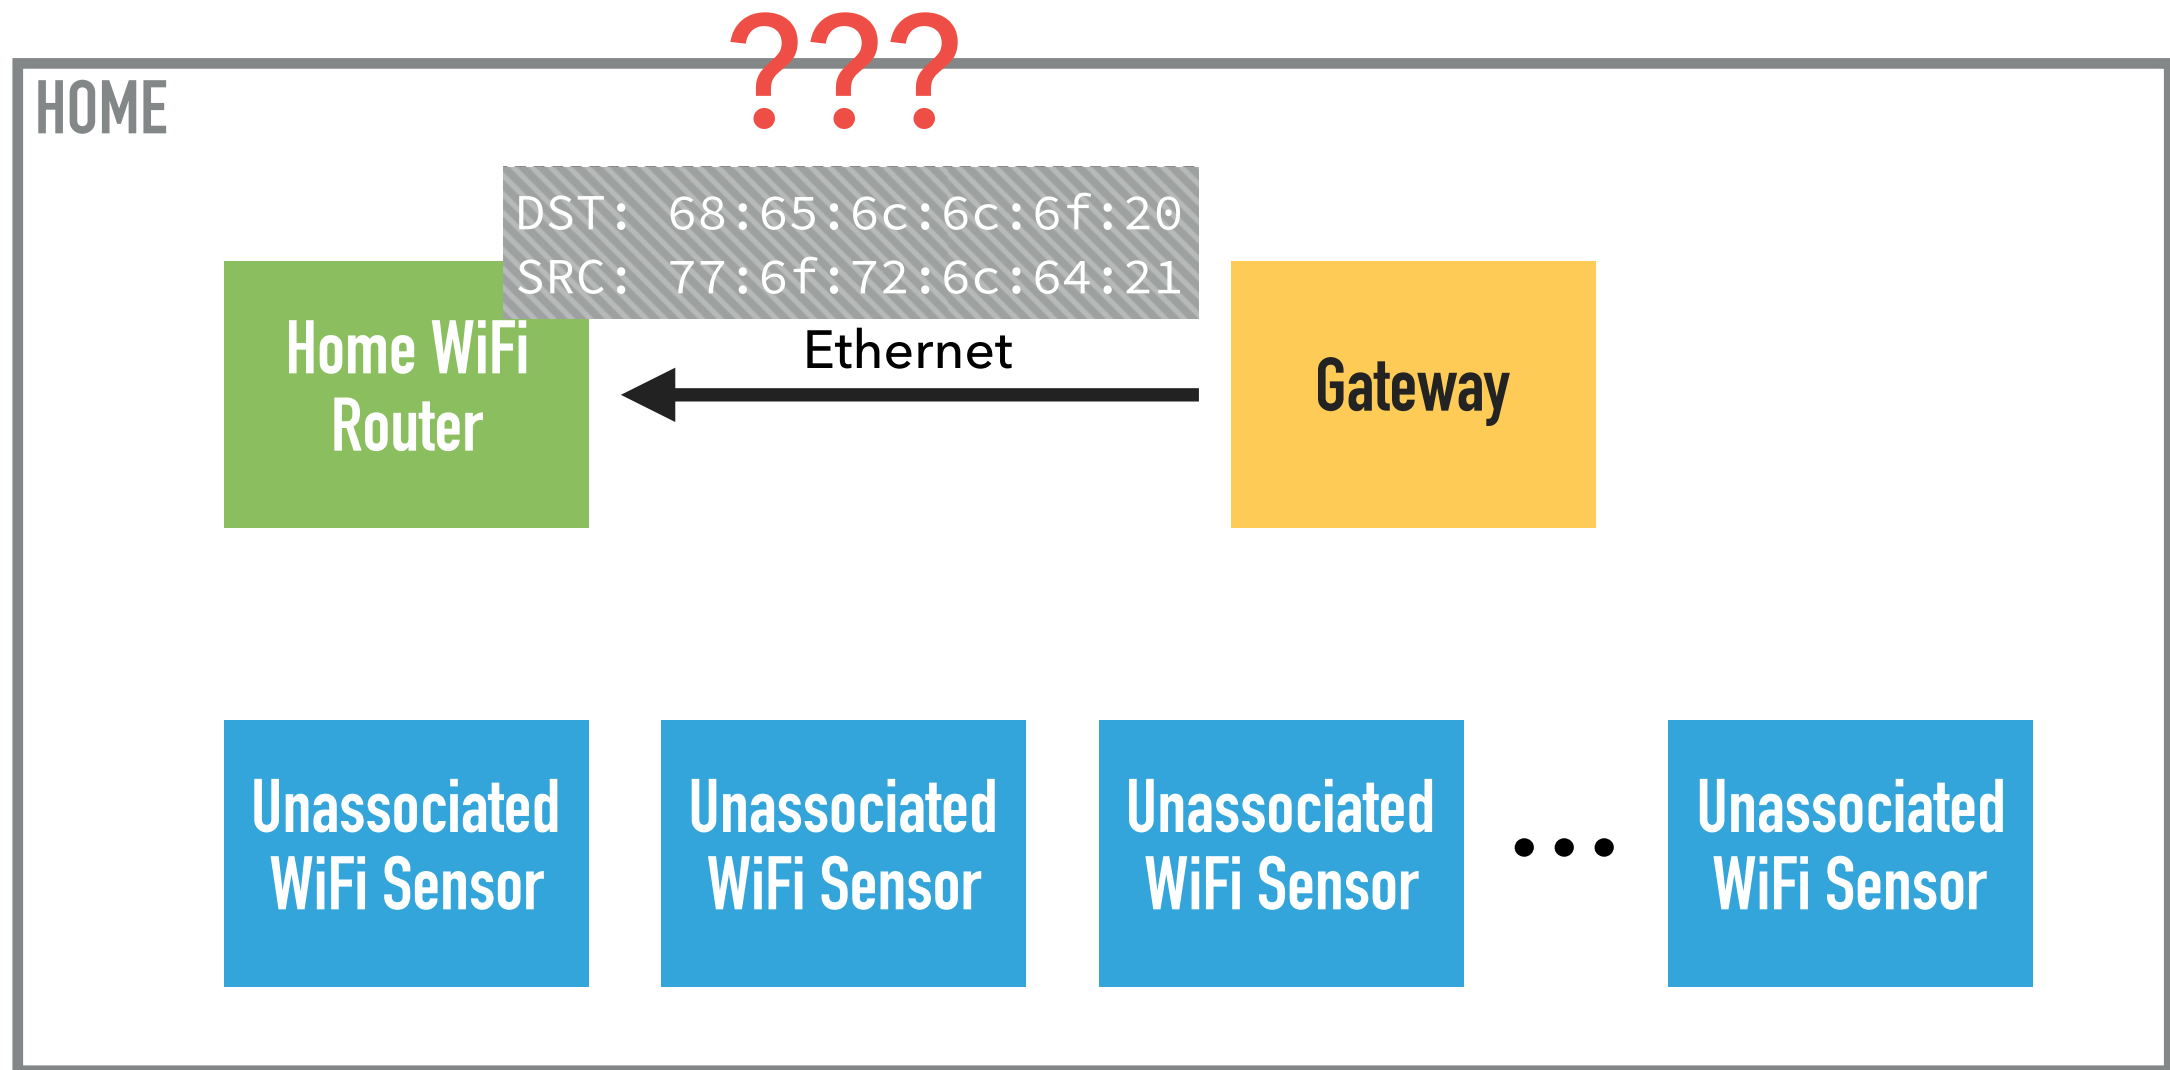 ???
HOME
DST: 68:65:6c:6c:6f:20
SRC: 77:6f:72:6c:64:21
Home WiFi
Router
Ethernet
Gateway
Unassociated
WiFi Sensor
Unassociated
WiFi Sensor
Unassociated
WiFi Sensor
...
Unassociated
WiFi Sensor